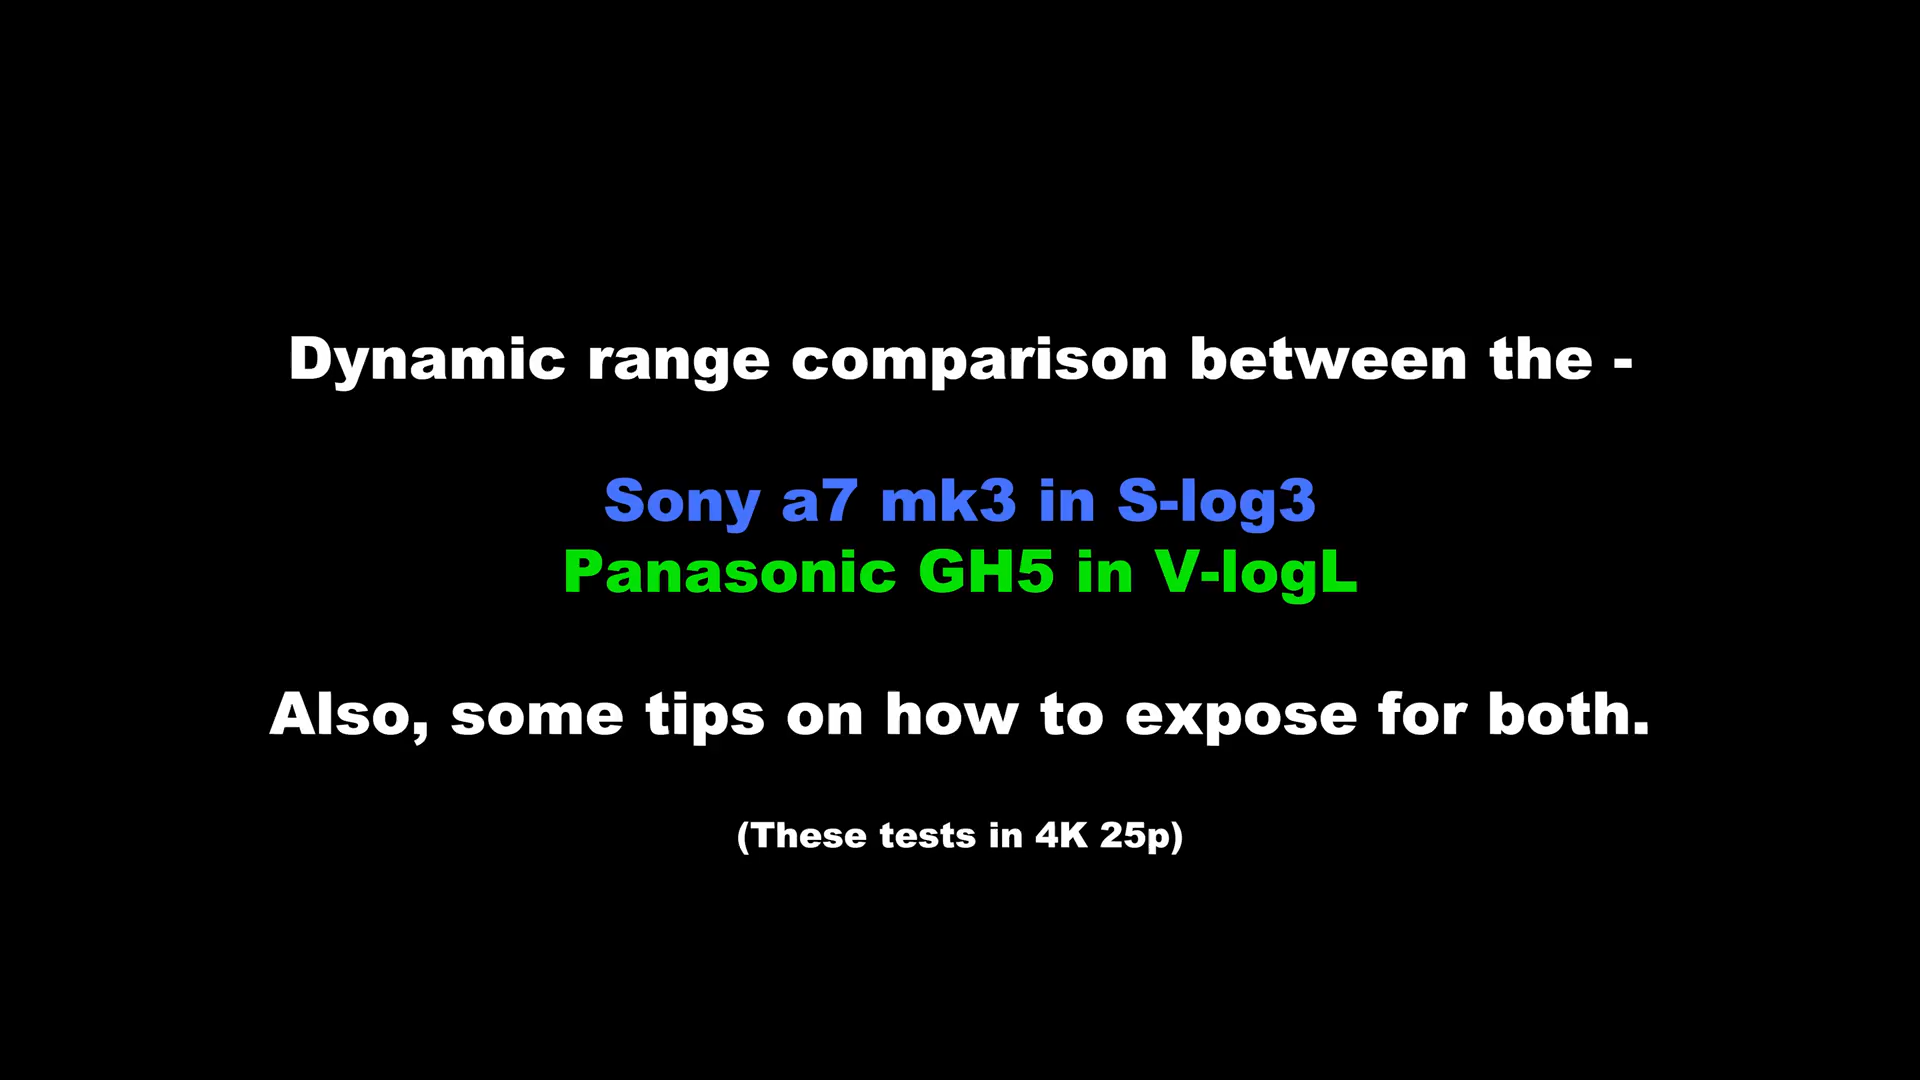 Dynamic range comparison between the -
Sony a7 mk3 in S-log3
Panasonic GH5 in V-logL
Also, some tips on how to expose for both.
(These tests in 4K 25p)